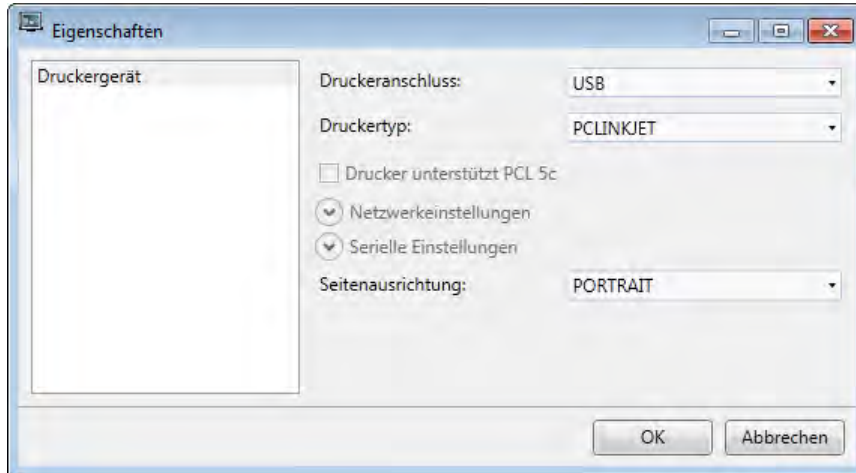 Eigenschaften
Druckergerät
Druckeranschluss: USB
Druckertyp: PCLINKJET
Drucker unterstützt PCL 5c
Netzwerkeinstellungen
Serielle Einstellungen
Seitenausrichtung: PORTRAIT
OK Abbrechen